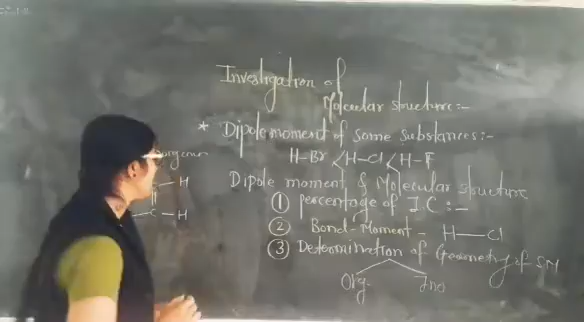 Investigation of
Molecular structure:-
* Dipole moment of some substances:-
H-Br < H-Cl < H-F
Dipole moment & Molecular structure
① percentage of I.C :-
② Bond-Moment - H-Cl
③ Determination of Geometry of SM
Org. Ino
H
C-H